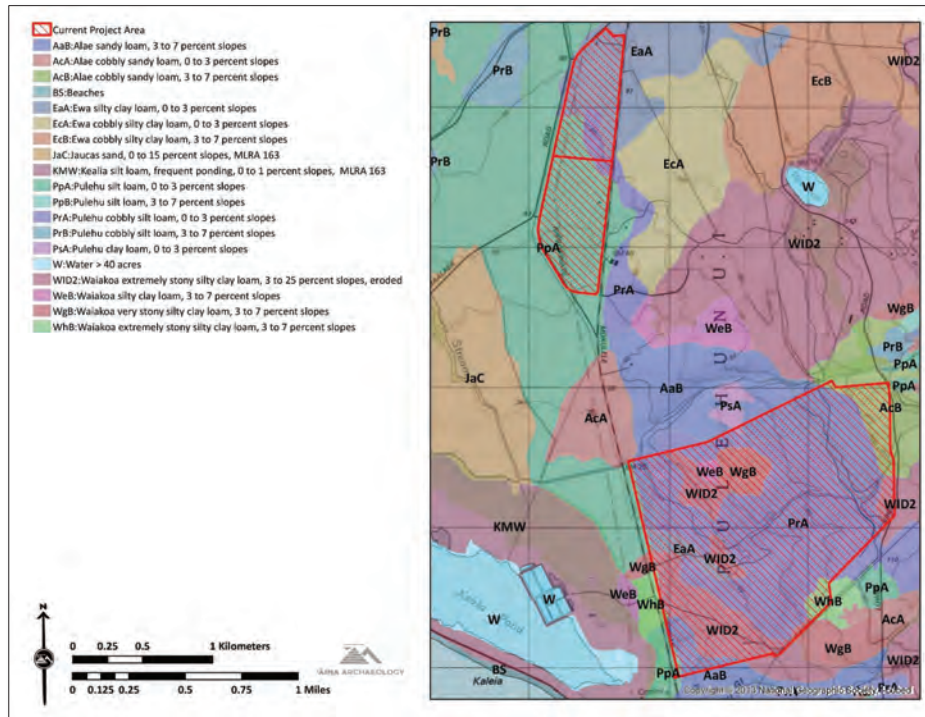 Current Project Area
AaB:Alae sandy loam, 3 to 7 percent slopes
AcA:Alae cobbly sandy loam, 0 to 3 percent slopes
AcB:Alae cobbly sandy loam, 3 to 7 percent slopes
BS:Beaches
EaA:Ewa silty clay loam, 0 to 3 percent slopes
EcA:Ewa cobbly silty clay loam, 0 to 3 percent slopes
EcB:Ewa cobbly silty clay loam, 3 to 7 percent slopes
JaC:Jaucas sand, 0 to 15 percent slopes, MLRA 163
KMW:Kealia silt loam, frequent ponding, 0 to 1 percent slopes, MLRA 163
PpA:Pulehu silt loam, 0 to 3 percent slopes
PpB:Pulehu silt loam, 3 to 7 percent slopes
PrA:Pulehu cobbly silt loam, 0 to 3 percent slopes
PrB:Pulehu cobbly silt loam, 3 to 7 percent slopes
PsA:Pulehu clay loam, 0 to 3 percent slopes
W:Water > 40 acres
WID2:Waiakoa extremely stony silty clay loam, 3 to 25 percent slopes, eroded
WeB:Waiakoa silty clay loam, 3 to 7 percent slopes
WgB:Waiakoa very stony silty clay loam, 3 to 7 percent slopes
WhB:Waiakoa extremely stony silty clay loam, 3 to 7 percent slopes
N
0 0.25 0.5 1 Kilometers
0 0.125 0.25 0.5 0.75 1 Miles
ʻĀINA ARCHAEOLOGY
PrB
EaA
WID2
PrB
EcB
PrB
EcA
W
WID2
PpA
PrA
WgB
WeB
PrB
PpA
JaC
AaB
PpA
PsA
AcB
AcA
WeB
WgB
WID2
WID2
KMW
PrA
EaA
WID2
WgB
PpA
W
WeB
WhB
WhB
Kealia Pond
AcA
W
WID2
WgB
WID2
BS
PpA
AaB
Kaleia
PULEHUNUI
Stream